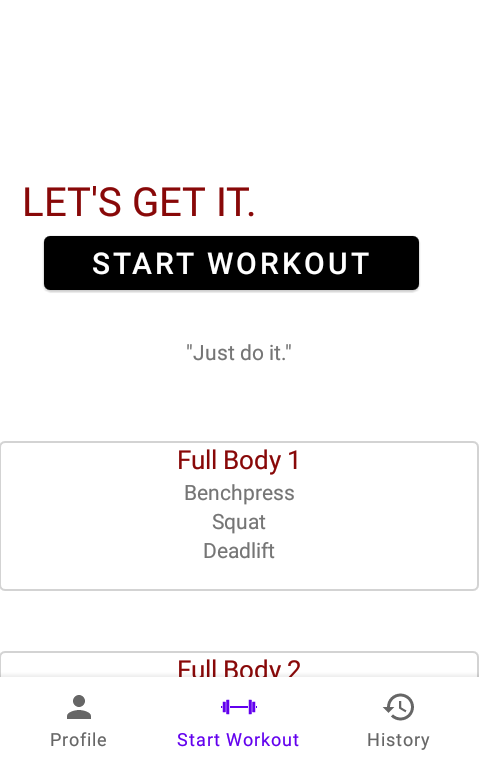 LET'S GET IT.
START WORKOUT
"Just do it."
Full Body 1
Benchpress
Squat
Deadlift
Full Body 2
Profile
Start Workout
History